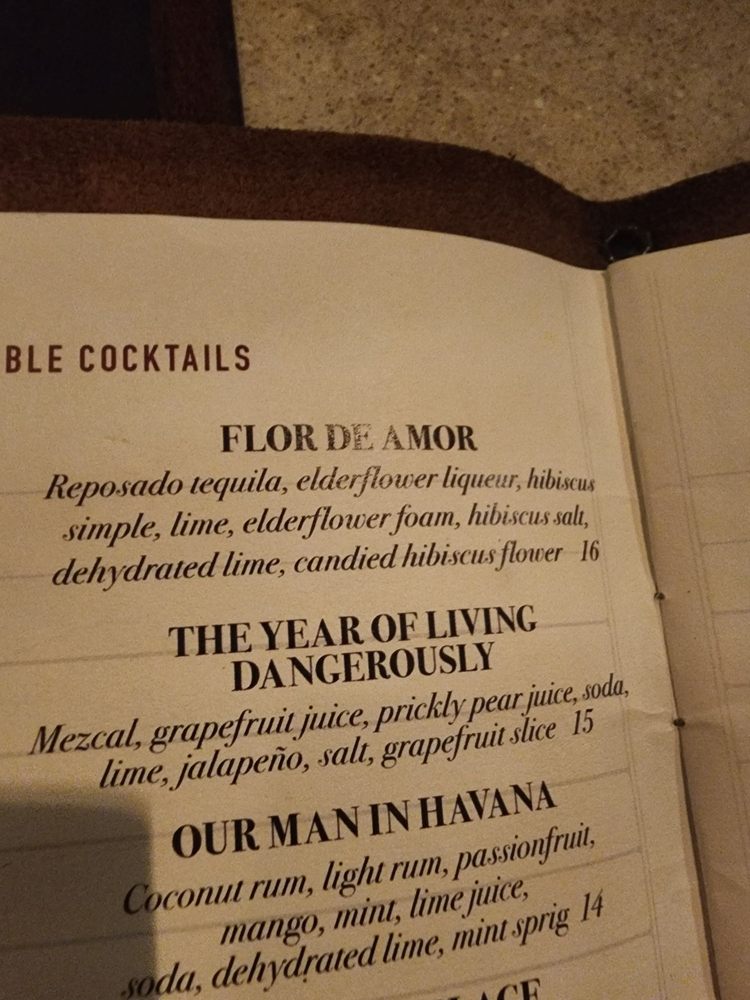 BLE COCKTAILS
FLOR DE AMOR
Reposado tequila, elderflower liqueur, hibiscus
simple, lime, elderflower foam, hibiscus salt,
dehydrated lime, candied hibiscus flower 16
THE YEAR OF LIVING
DANGEROUSLY
Mezcal, grapefruit juice, prickly pear juice, soda,
lime, jalapeño, salt, grapefruit slice 15
OUR MAN IN HAVANA
Coconut rum, light rum, passionfruit,
mango, mint, lime juice,
soda, dehydrated lime, mint sprig 14